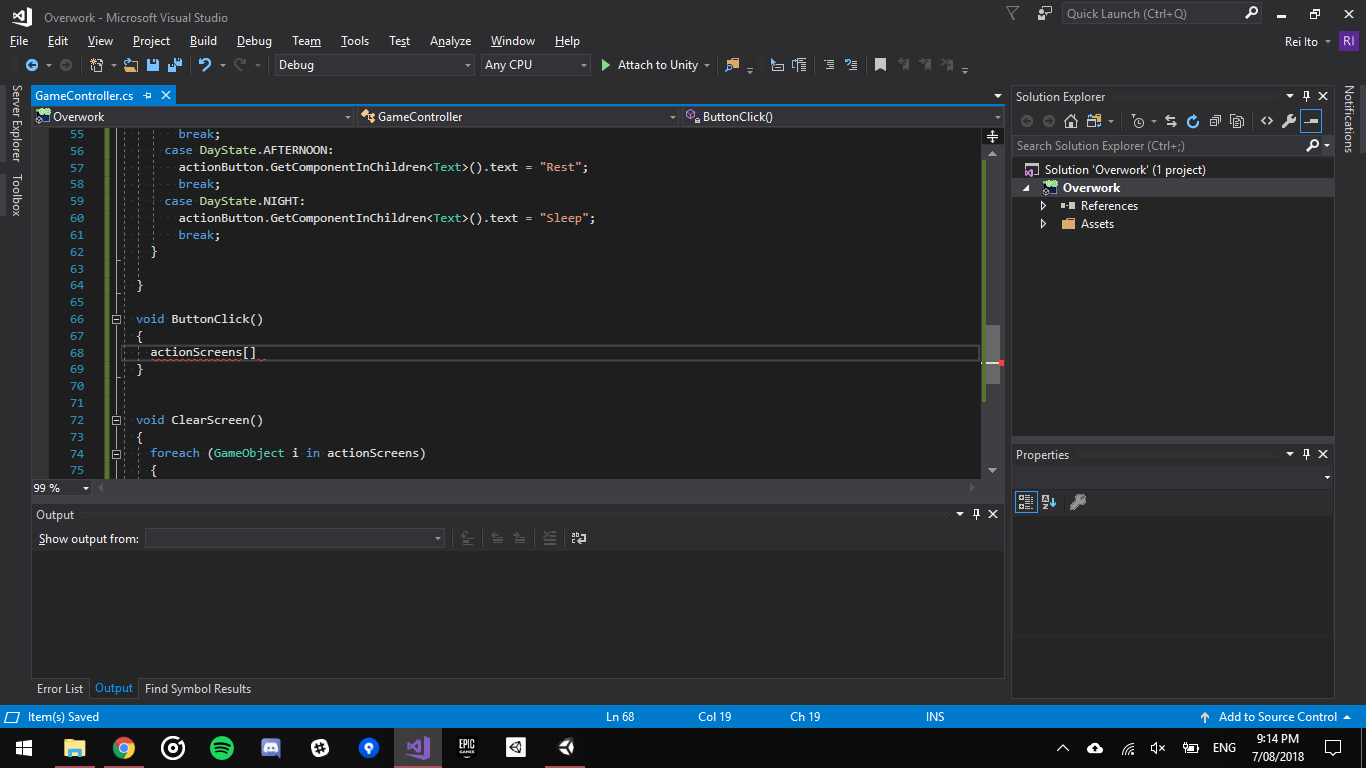 Overwork - Microsoft Visual Studio
Quick Launch (Ctrl+Q)
File Edit View Project Build Debug Team Tools Test Analyze Window Help
Rei Ito RI
Debug Any CPU Attach to Unity
Server Explorer
Toolbox
GameController.cs
Overwork GameController ButtonClick()
55 break;
56 case DayState.AFTERNOON:
57 actionButton.GetComponentInChildren<Text>().text = "Rest";
58 break;
59 case DayState.NIGHT:
60 actionButton.GetComponentInChildren<Text>().text = "Sleep";
61 break;
62 }
63
64 }
65
66 void ButtonClick()
67 {
68 actionScreens[]
69 }
70
71
72 void ClearScreen()
73 {
74 foreach (GameObject i in actionScreens)
75 {
99 %
Output
Show output from:
Error List Output Find Symbol Results
Solution Explorer
Search Solution Explorer (Ctrl+;)
Solution 'Overwork' (1 project)
Overwork
References
Assets
Properties
Notifications
Item(s) Saved Ln 68 Col 19 Ch 19 INS Add to Source Control
EPIC GAMES
ENG
9:14 PM
7/08/2018